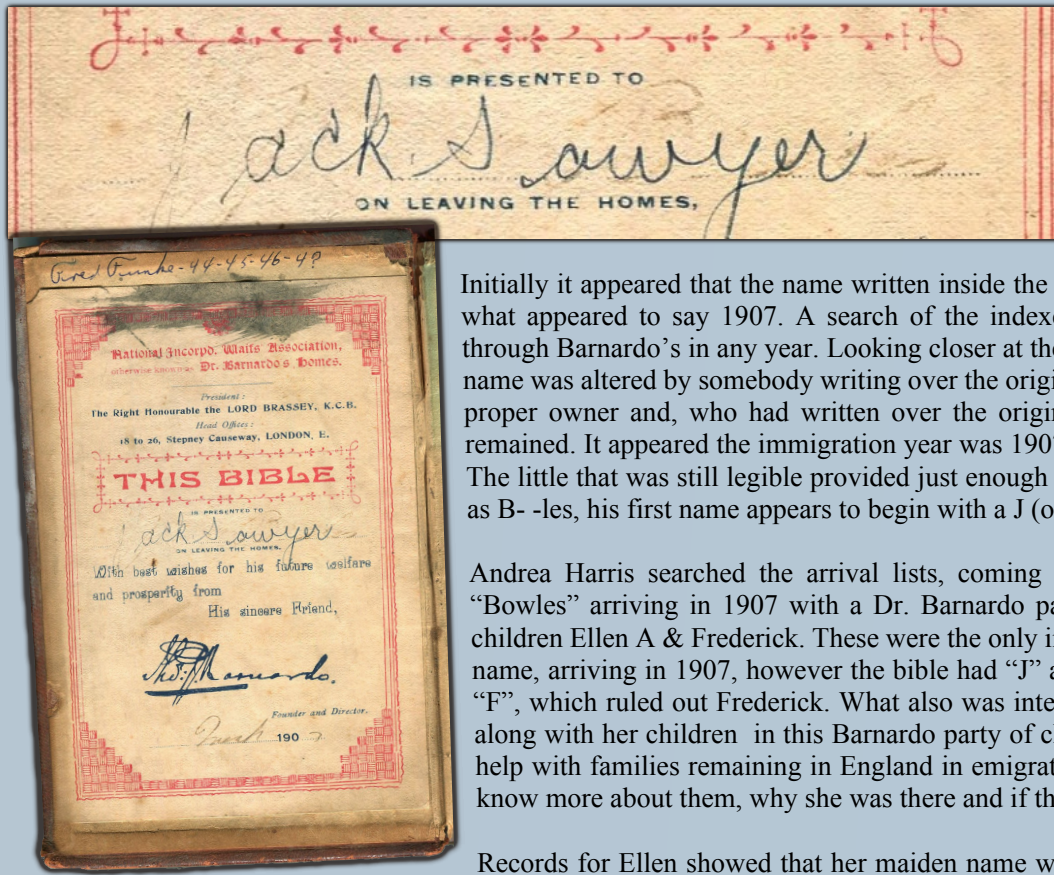 IS PRESENTED TO
Jack Sawyer
ON LEAVING THE HOMES,
Fred Funke-44-45-46-4?
National Incorpd. Waifs Association,
otherwise known as Dr. Barnardo's Homes.
President:
The Right Honourable the LORD BRASSEY, K.C.B.
Head Offices:
18 to 26, Stepney Causeway, LONDON, E.
THIS BIBLE
IS PRESENTED TO
Jack Sawyer
ON LEAVING THE HOMES,
With best wishes for his future welfare
and prosperity from
His sincere Friend,
Thos. J. Barnardo.
Founder and Director.
190
Initially it appeared that the name written inside the
what appeared to say 1907. A search of the indexe
through Barnardo's in any year. Looking closer at the
name was altered by somebody writing over the origi
proper owner and, who had written over the origin
remained. It appeared the immigration year was 190
The little that was still legible provided just enough
as B- -les, his first name appears to begin with a J (o
Andrea Harris searched the arrival lists, coming
"Bowles" arriving in 1907 with a Dr. Barnardo pa
children Ellen A & Frederick. These were the only i
name, arriving in 1907, however the bible had "J" a
"F", which ruled out Frederick. What also was inte
along with her children in this Barnardo party of c
help with families remaining in England in emigrat
know more about them, why she was there and if th
Records for Ellen showed that her maiden name w